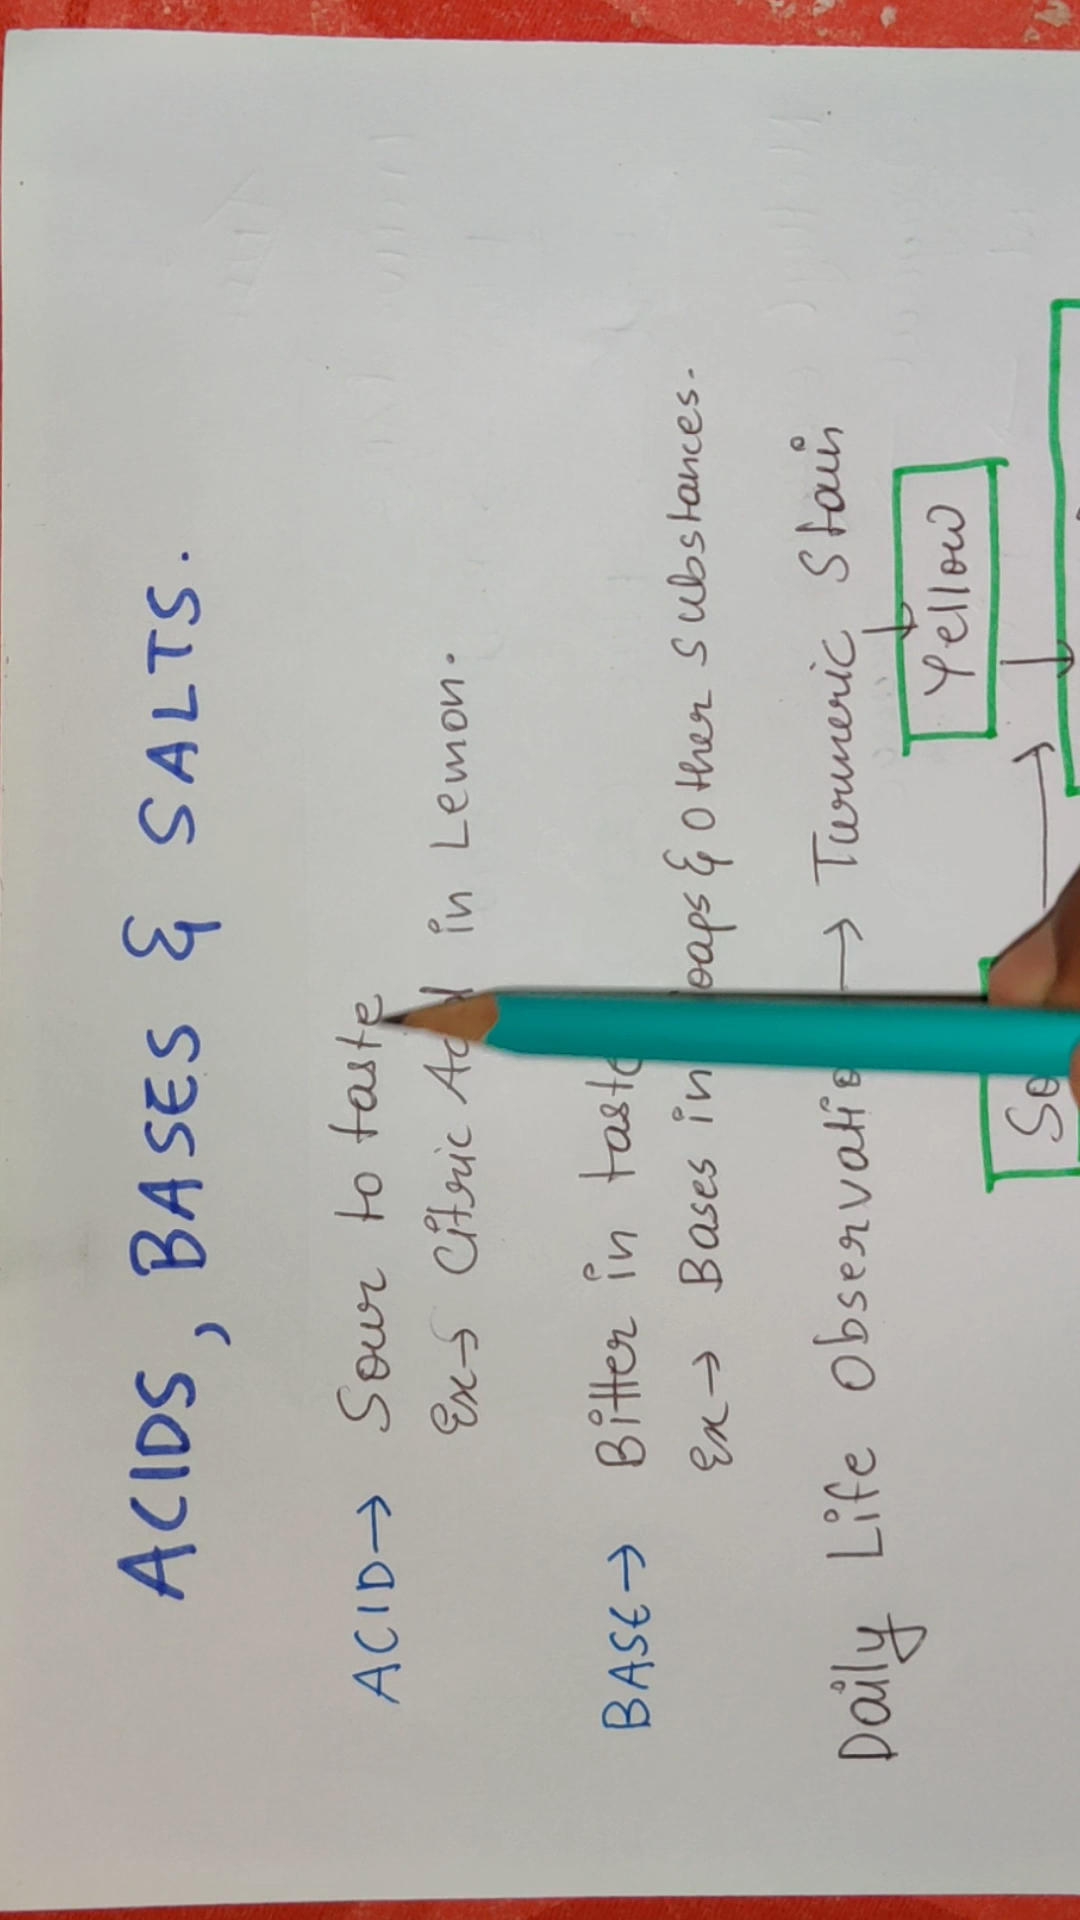 ACIDS, BASES & SALTS.
ACID→ Sour to taste
Ex→ Citric in Lemon.
BASE→ Bitter in taste
Ex→ Bases in & Other substances.
Daily Life Observation → Turmeric Stain
Yellow